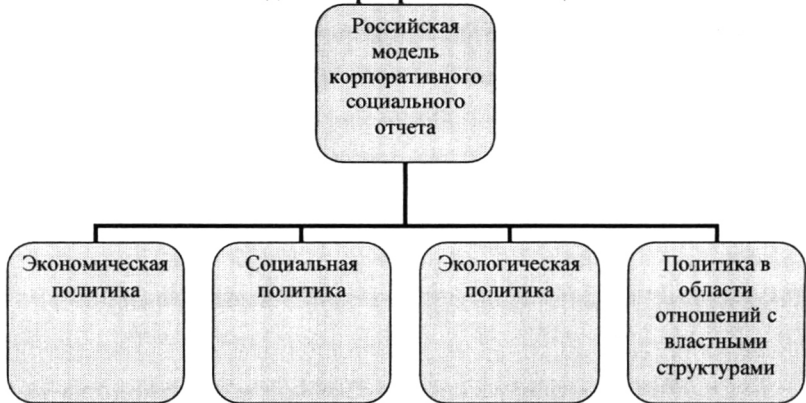 Российская
модель
корпоративного
социального
отчета
Экономическая
политика
Социальная
политика
Экологическая
политика
Политика в
области
отношений с
властными
структурами